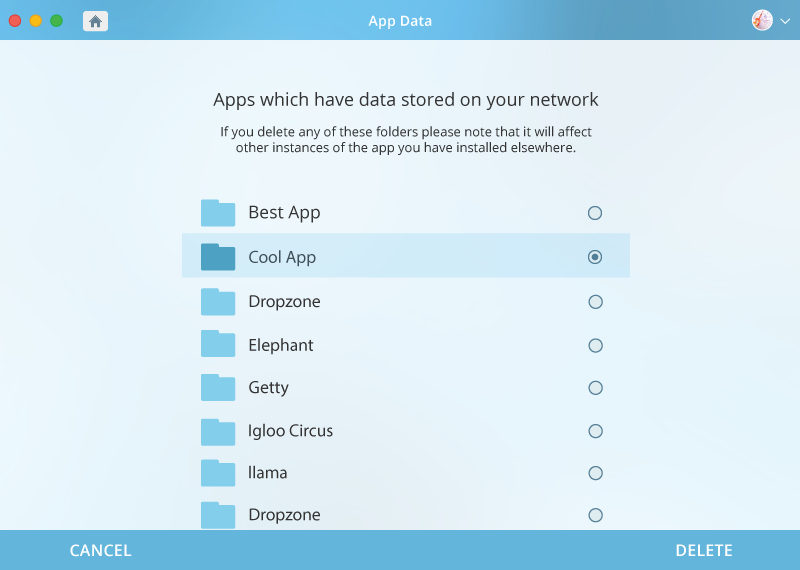 App Data
Apps which have data stored on your network
If you delete any of these folders please note that it will affect
other instances of the app you have installed elsewhere.
Best App
Cool App
Dropzone
Elephant
Getty
Igloo Circus
llama
Dropzone
CANCEL
DELETE